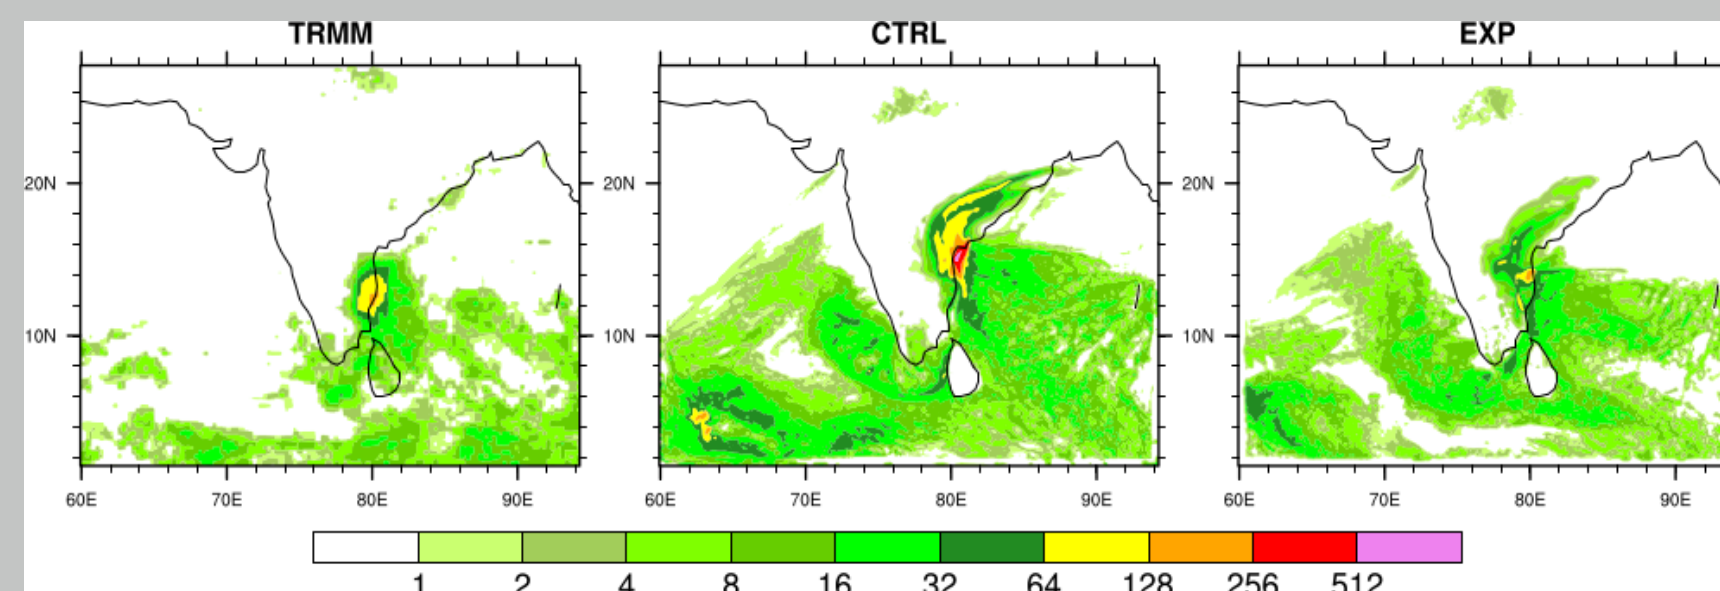 TRMM CTRL EXP
20N 20N 20N
10N 10N 10N
60E 70E 80E 90E 60E 70E 80E 90E 60E 70E 80E 90E
1 2 4 8 16 32 64 128 256 512